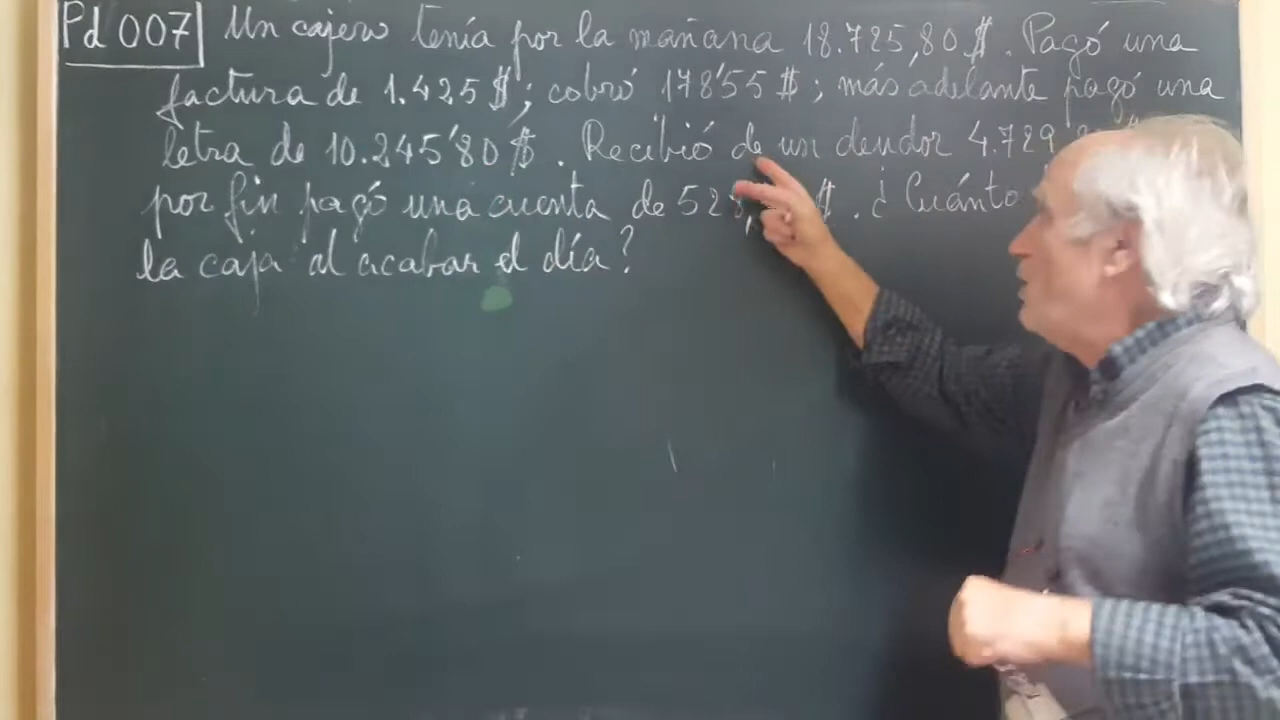 Pd 007 Un cajero tenía por la mañana 18.725,80 $. Pagó una
factura de 1.425 $; cobró 178'55 $; más adelante pagó una
letra de 10.245'80 $. Recibió de un deudor 4.729
por fin pagó una cuenta de 528, $. ¿Cuánto
la caja al acabar el día?